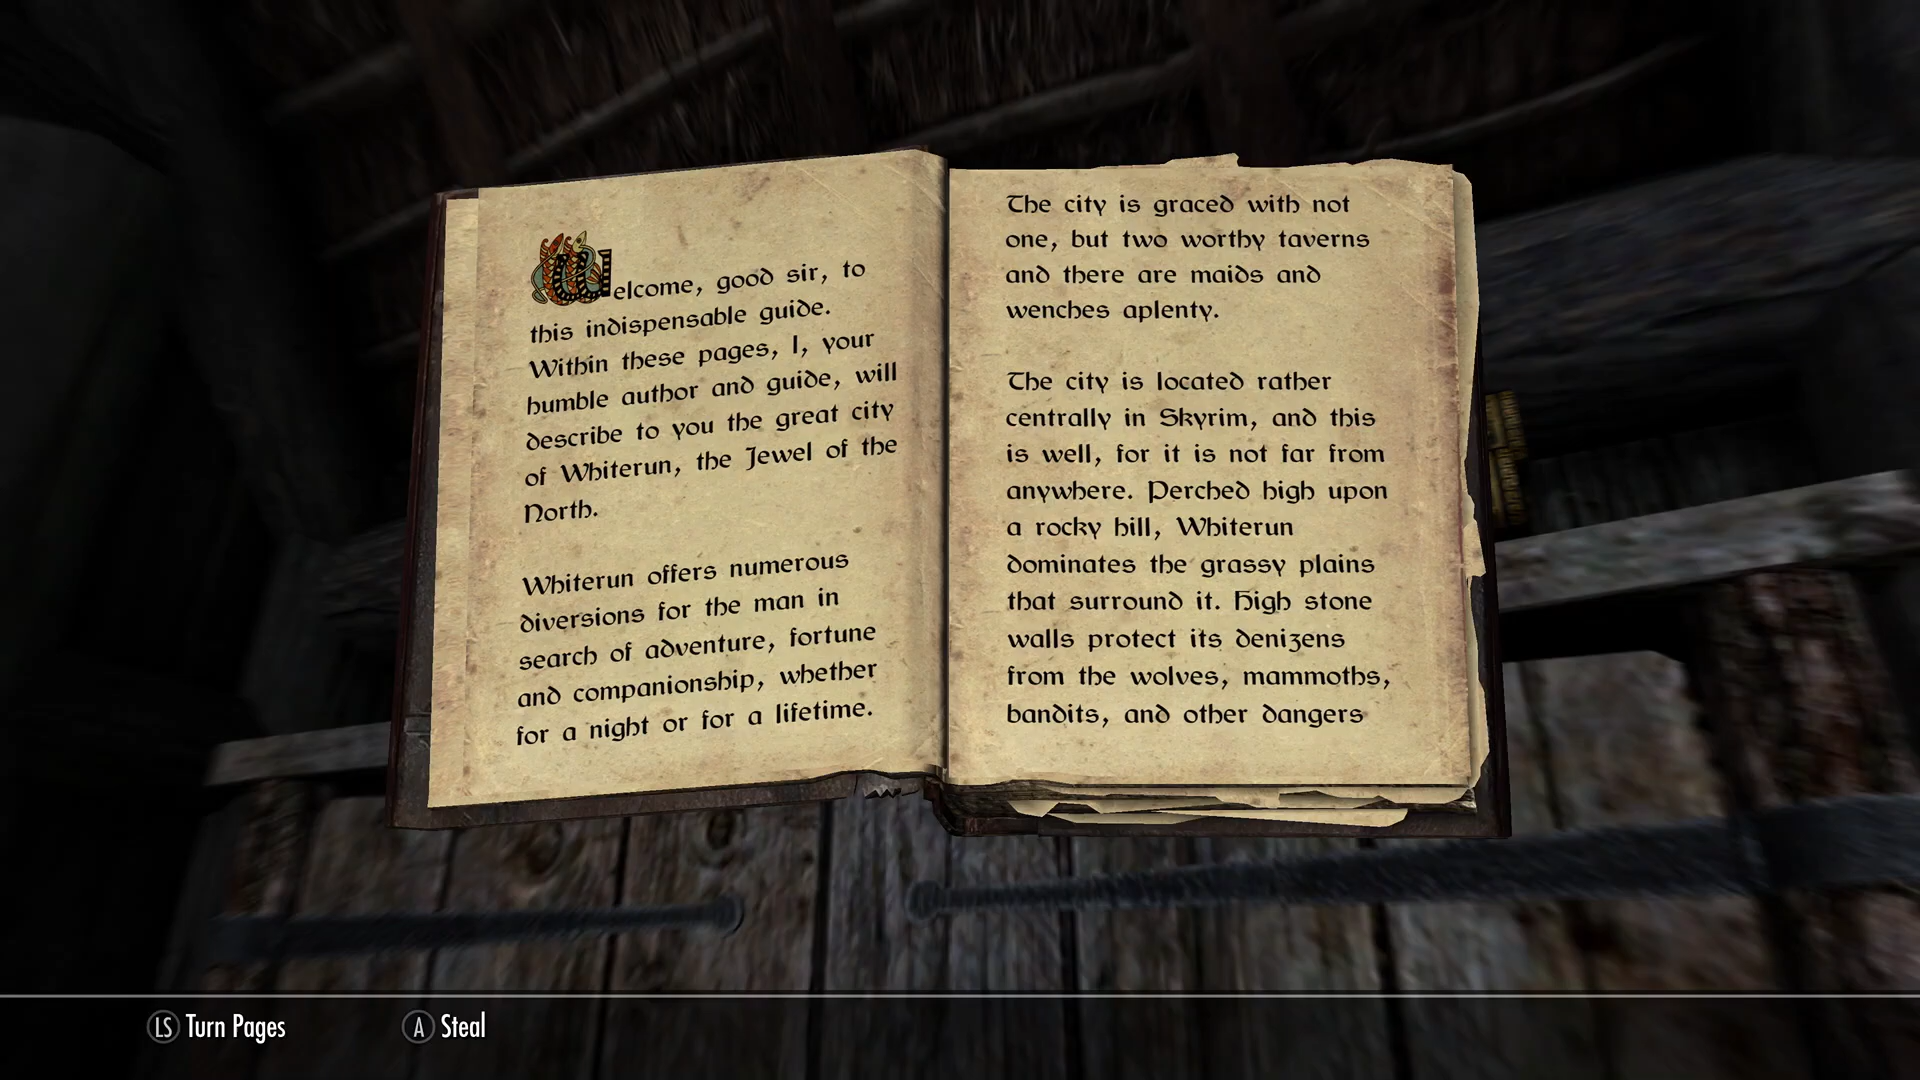 Welcome, good sir, to
this indispensable guide.
Within these pages, I, your
humble author and guide, will
describe to you the great city
of Whiterun, the Jewel of the
North.
Whiterun offers numerous
diversions for the man in
search of adventure, fortune
and companionship, whether
for a night or for a lifetime.
The city is graced with not
one, but two worthy taverns
and there are maids and
wenches aplenty.
The city is located rather
centrally in Skyrim, and this
is well, for it is not far from
anywhere. Perched high upon
a rocky hill, Whiterun
dominates the grassy plains
that surround it. High stone
walls protect its denizens
from the wolves, mammoths,
bandits, and other dangers
LS Turn Pages
A Steal